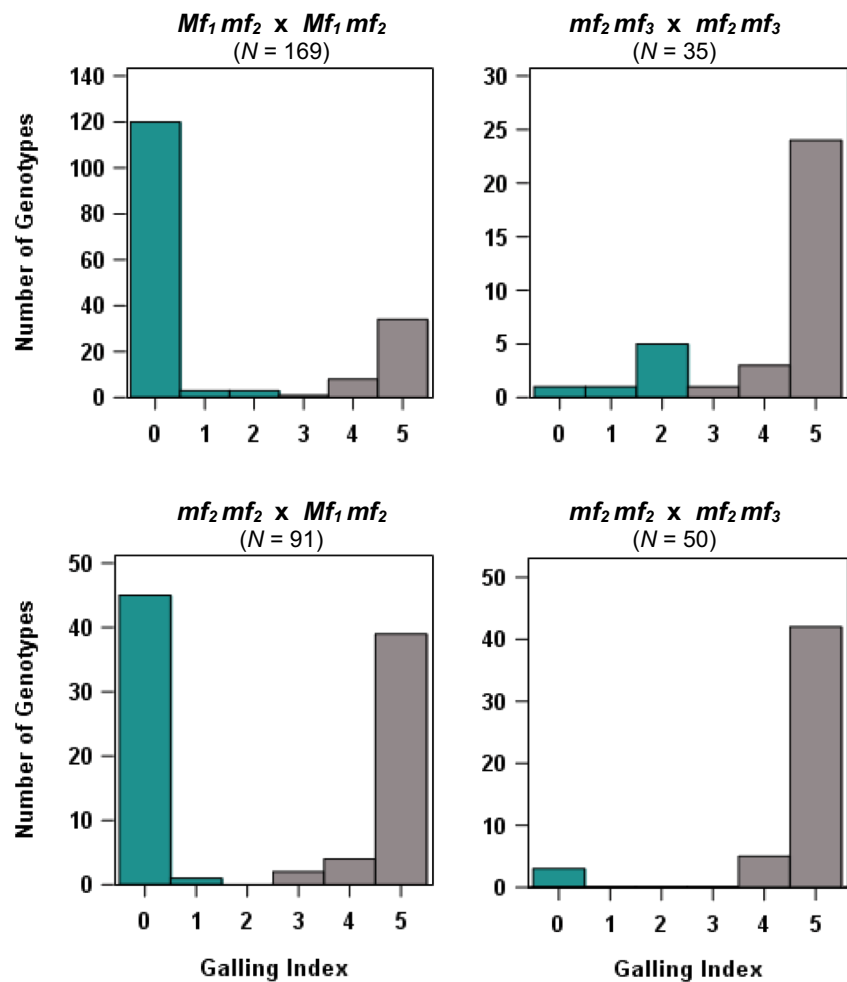 Mf₁ mf₂ x Mf₁ mf₂
(N = 169)
140
120
100
80
60
40
20
0
Number of Genotypes
0 1 2 3 4 5
mf₂ mf₃ x mf₂ mf₃
(N = 35)
30
25
20
15
10
5
0
0 1 2 3 4 5
mf₂ mf₂ x Mf₁ mf₂
(N = 91)
50
40
30
20
10
0
Number of Genotypes
0 1 2 3 4 5
Galling Index
mf₂ mf₂ x mf₂ mf₃
(N = 50)
50
40
30
20
10
0
0 1 2 3 4 5
Galling Index